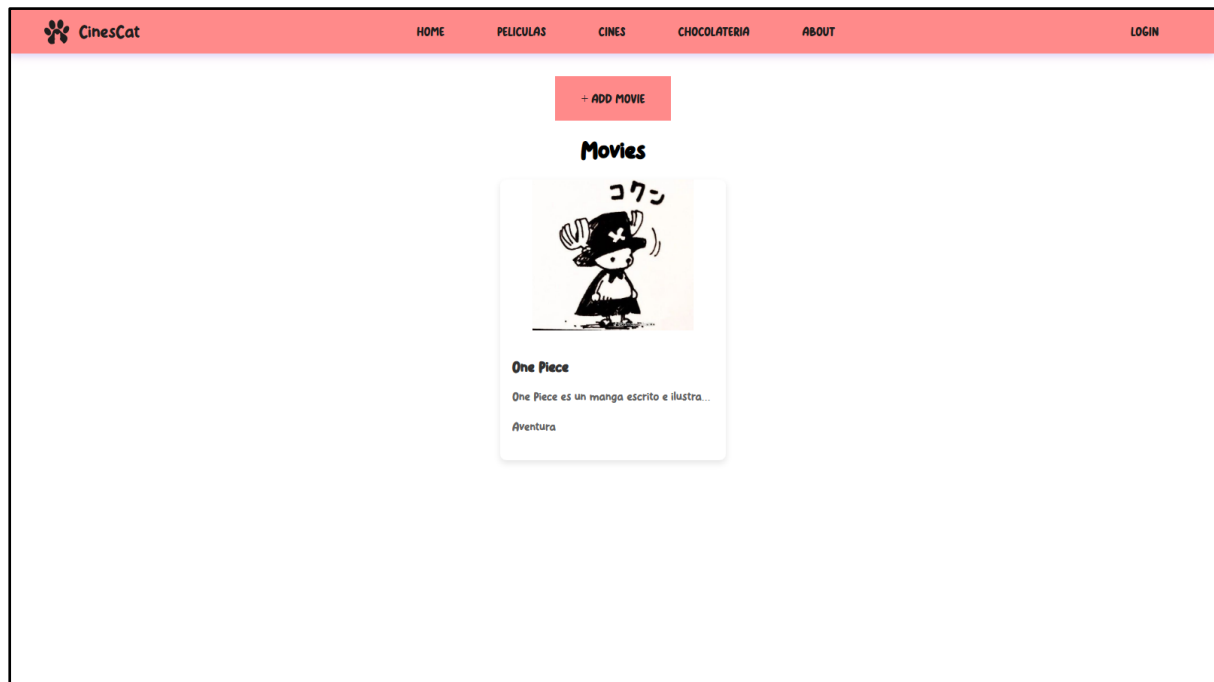 CinesCat HOME PELICULAS CINES CHOCOLATERIA ABOUT LOGIN
+ ADD MOVIE
Movies
コクン
One Piece
One Piece es un manga escrito e ilustra...
Aventura